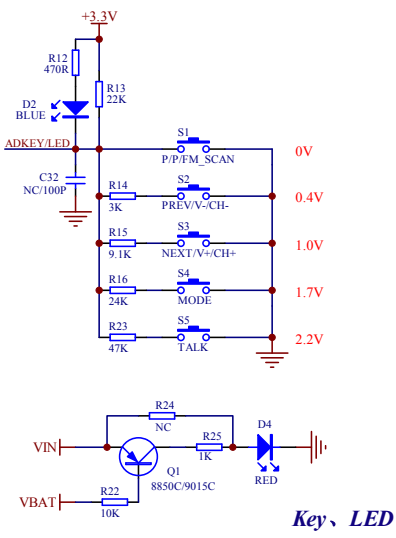 +3.3V
R12
470R
R13
22K
D2
BLUE
ADKEY/LED
S1
P/P/FM_SCAN
0V
C32
NC/100P
R14
3K
S2
PREV/V-/CH-
0.4V
R15
9.1K
S3
NEXT/V+/CH+
1.0V
R16
24K
S4
MODE
1.7V
R23
47K
S5
TALK
2.2V
R24
NC
R25
1K
D4
RED
VIN
Q1
8850C/9015C
VBAT
R22
10K
Key、LED